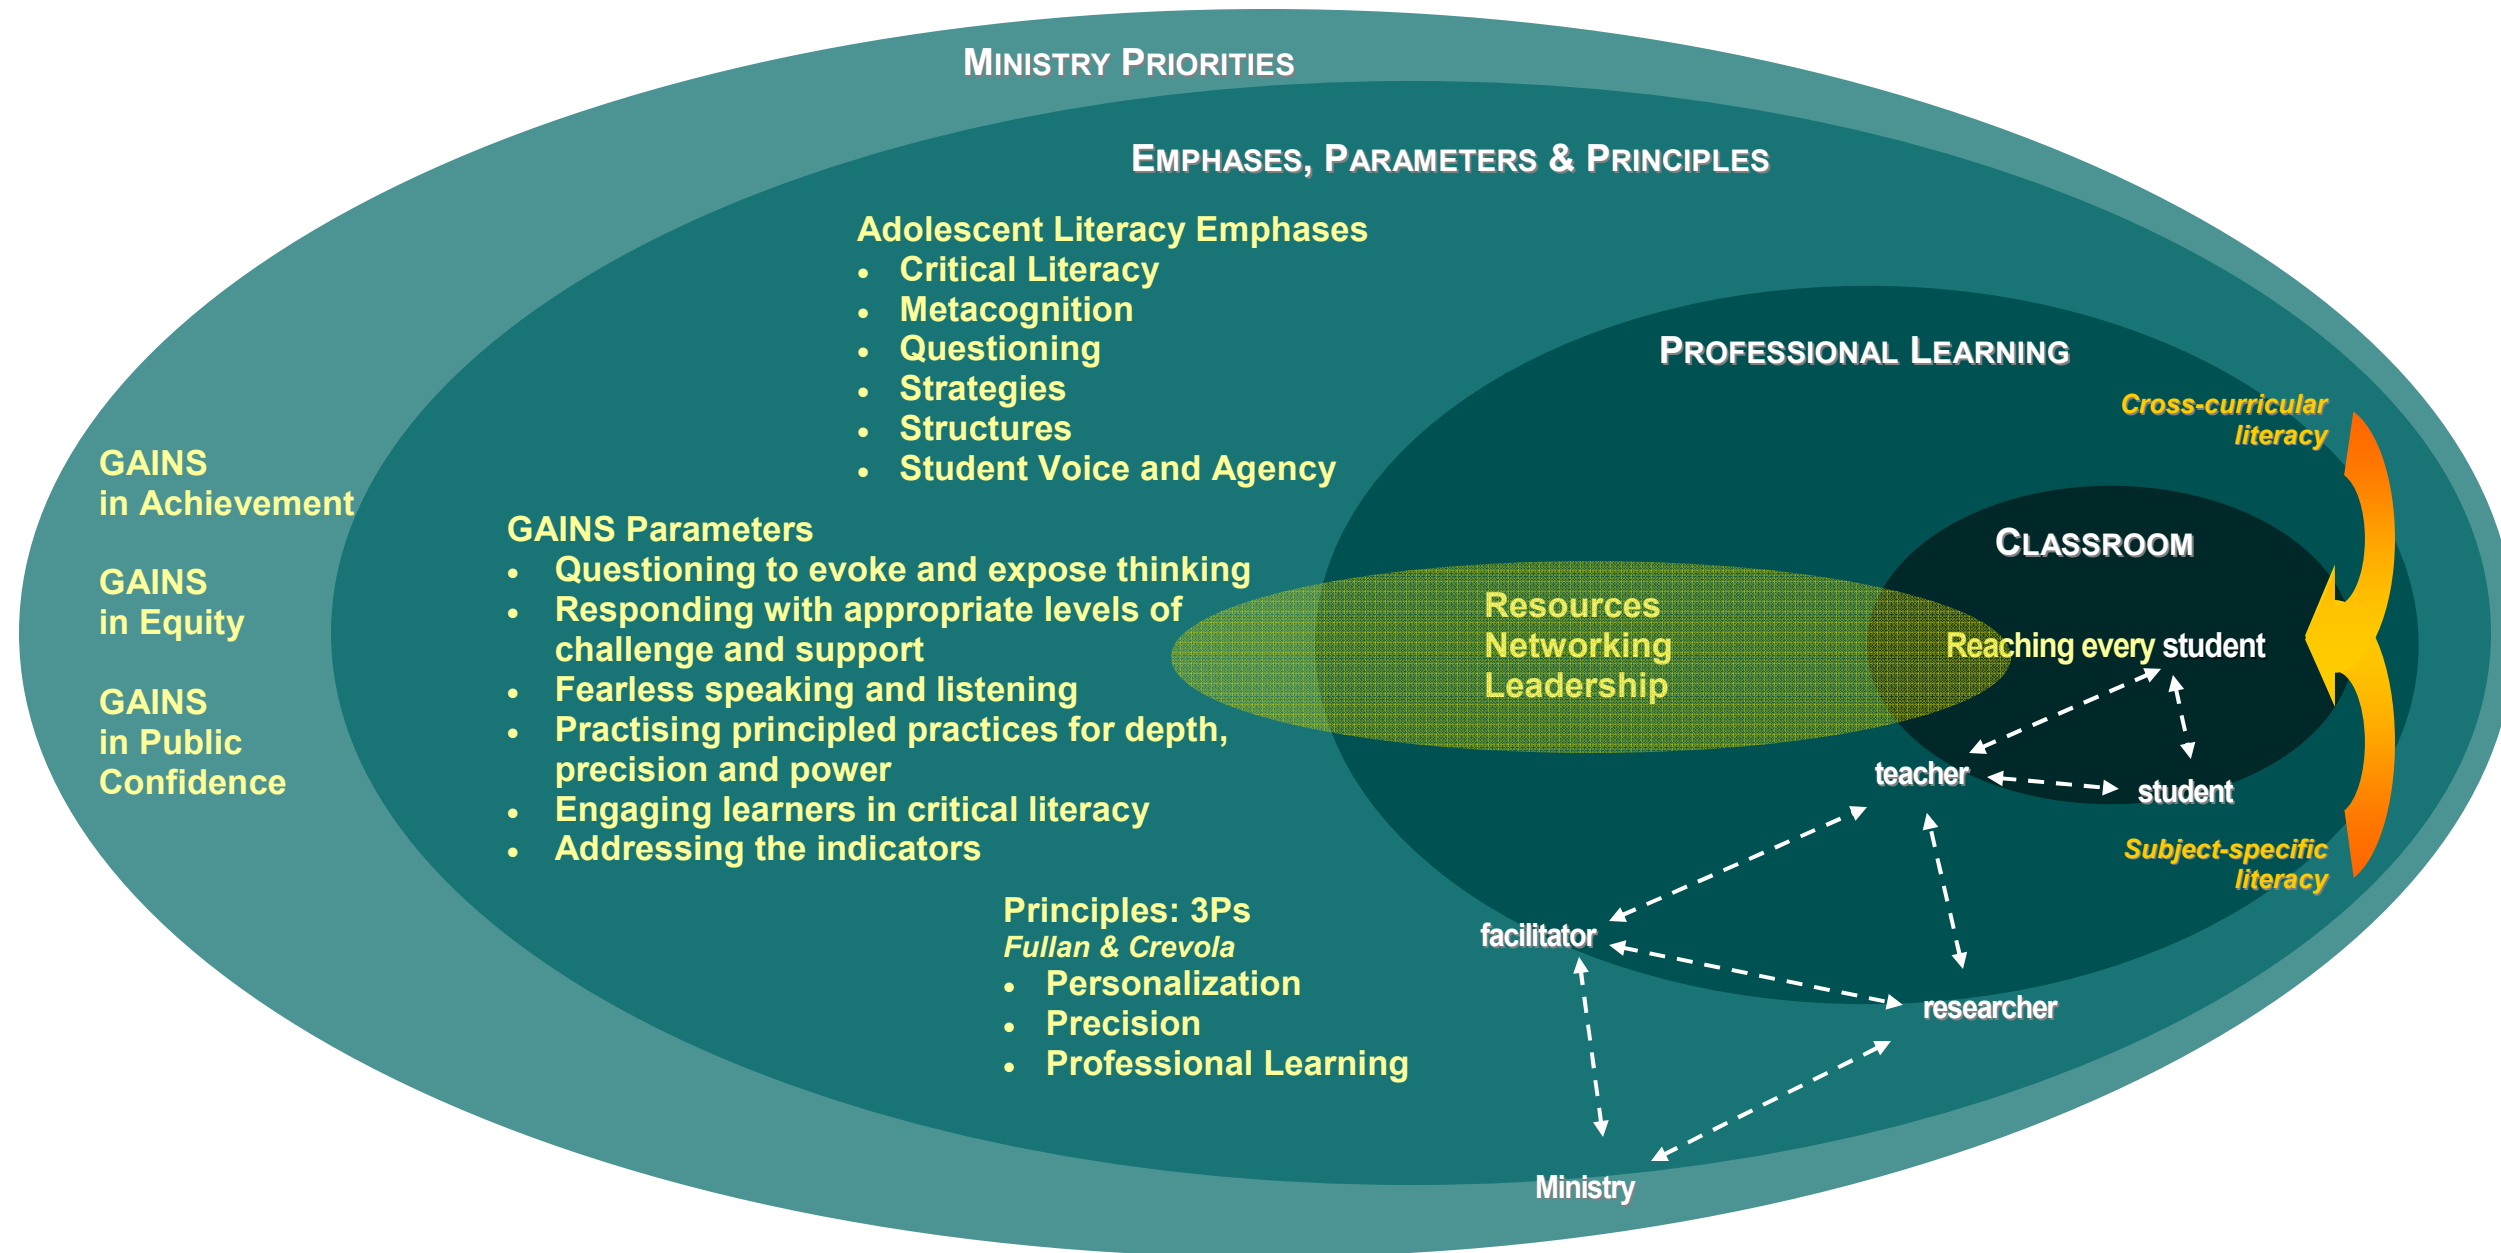 MINISTRY PRIORITIES
EMPHASES, PARAMETERS & PRINCIPLES
Adolescent Literacy Emphases
• Critical Literacy
• Metacognition
• Questioning
• Strategies
• Structures
• Student Voice and Agency
PROFESSIONAL LEARNING
Cross-curricular
literacy
GAINS
in Achievement
GAINS
in Equity
GAINS
in Public
Confidence
GAINS Parameters
• Questioning to evoke and expose thinking
• Responding with appropriate levels of
challenge and support
• Fearless speaking and listening
• Practising principled practices for depth,
precision and power
• Engaging learners in critical literacy
• Addressing the indicators
Resources
Networking
Leadership
CLASSROOM
Reaching every student
teacher
student
Subject-specific
literacy
Principles: 3Ps
Fullan & Crevola
• Personalization
• Precision
• Professional Learning
facilitator
researcher
Ministry